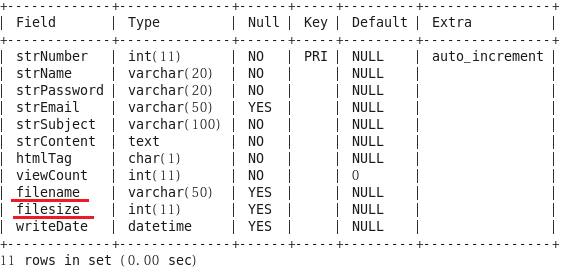 +-------------+--------------+------+-----+---------+----------------+
| Field       | Type         | Null | Key | Default | Extra          |
+-------------+--------------+------+-----+---------+----------------+
| strNumber   | int(11)      | NO   | PRI | NULL    | auto_increment |
| strName     | varchar(20)  | NO   |     | NULL    |                |
| strPassword | varchar(20)  | NO   |     | NULL    |                |
| strEmail    | varchar(50)  | YES  |     | NULL    |                |
| strSubject  | varchar(100) | NO   |     | NULL    |                |
| strContent  | text         | NO   |     | NULL    |                |
| htmlTag     | char(1)      | NO   |     | NULL    |                |
| viewCount   | int(11)      | NO   |     | 0       |                |
| filename    | varchar(50)  | YES  |     | NULL    |                |
| filesize    | int(11)      | YES  |     | NULL    |                |
| writeDate   | datetime     | YES  |     | NULL    |                |
+-------------+--------------+------+-----+---------+----------------+
11 rows in set (0.00 sec)